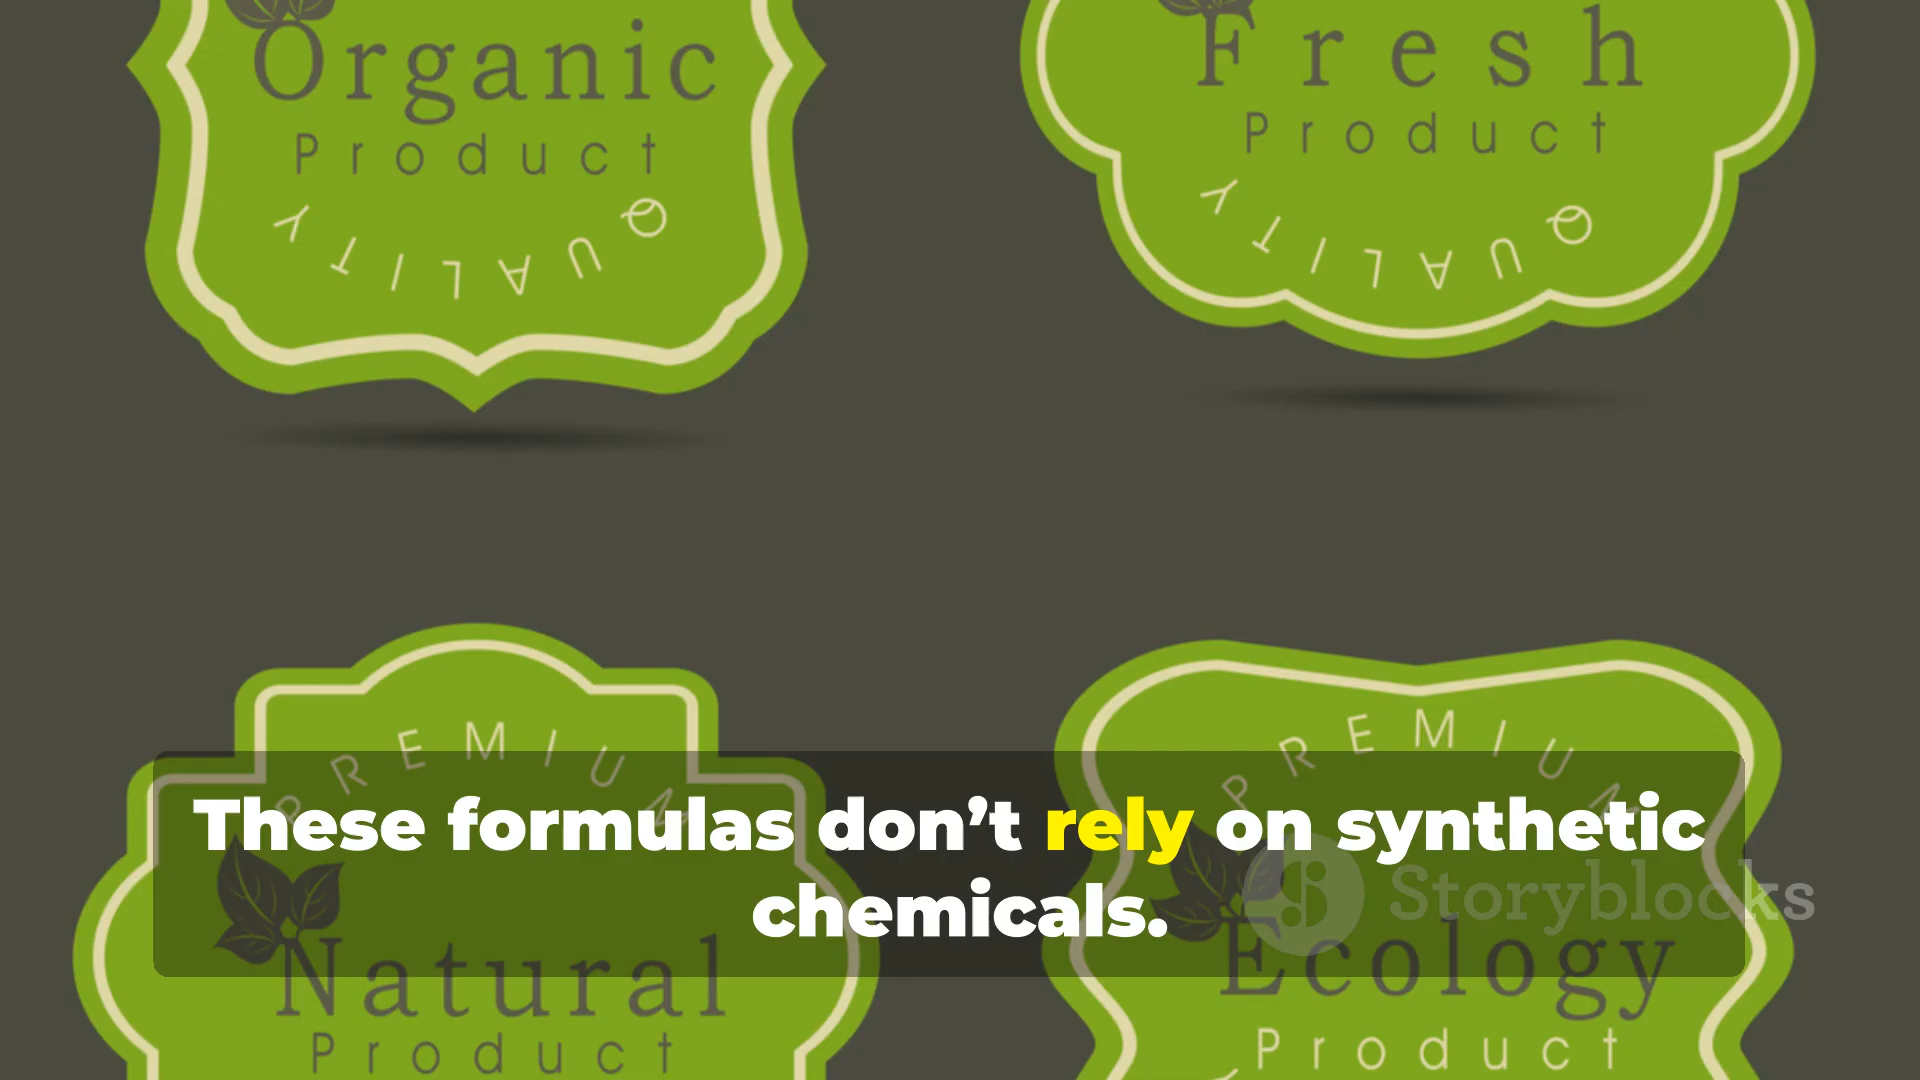 Organic
Product
QUALITY
Fresh
Product
QUALITY
PREMIUM
PREMIUM
These formulas don’t rely on synthetic
chemicals.
Storyblocks
Natural
Product
Ecology
Product